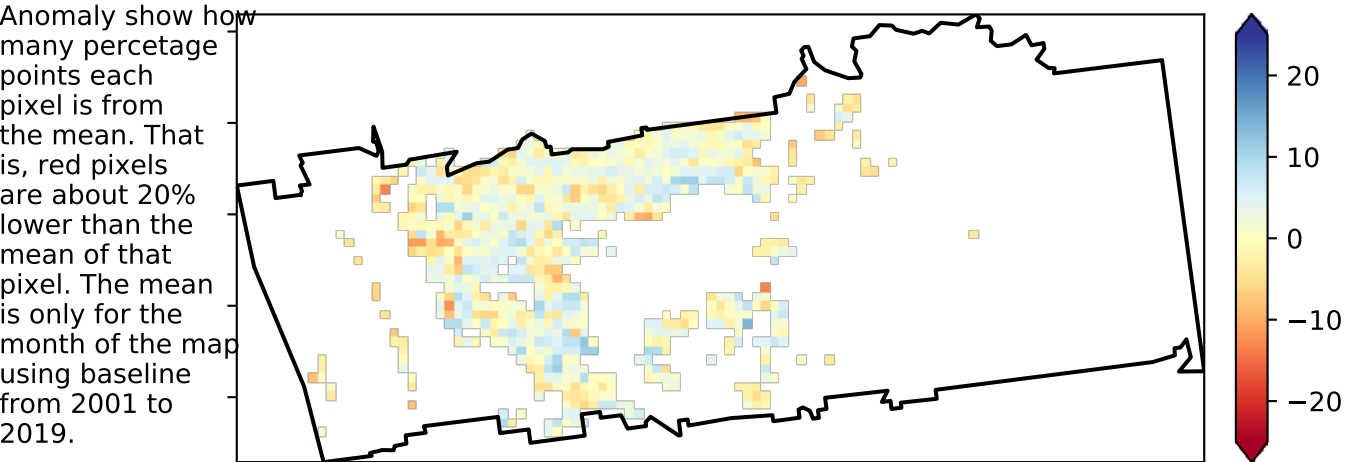 Anomaly show how
many percetage
points each
pixel is from
the mean. That
is, red pixels
are about 20%
lower than the
mean of that
pixel. The mean
is only for the
month of the map
using baseline
from 2001 to
2019.
20
10
0
−10
−20